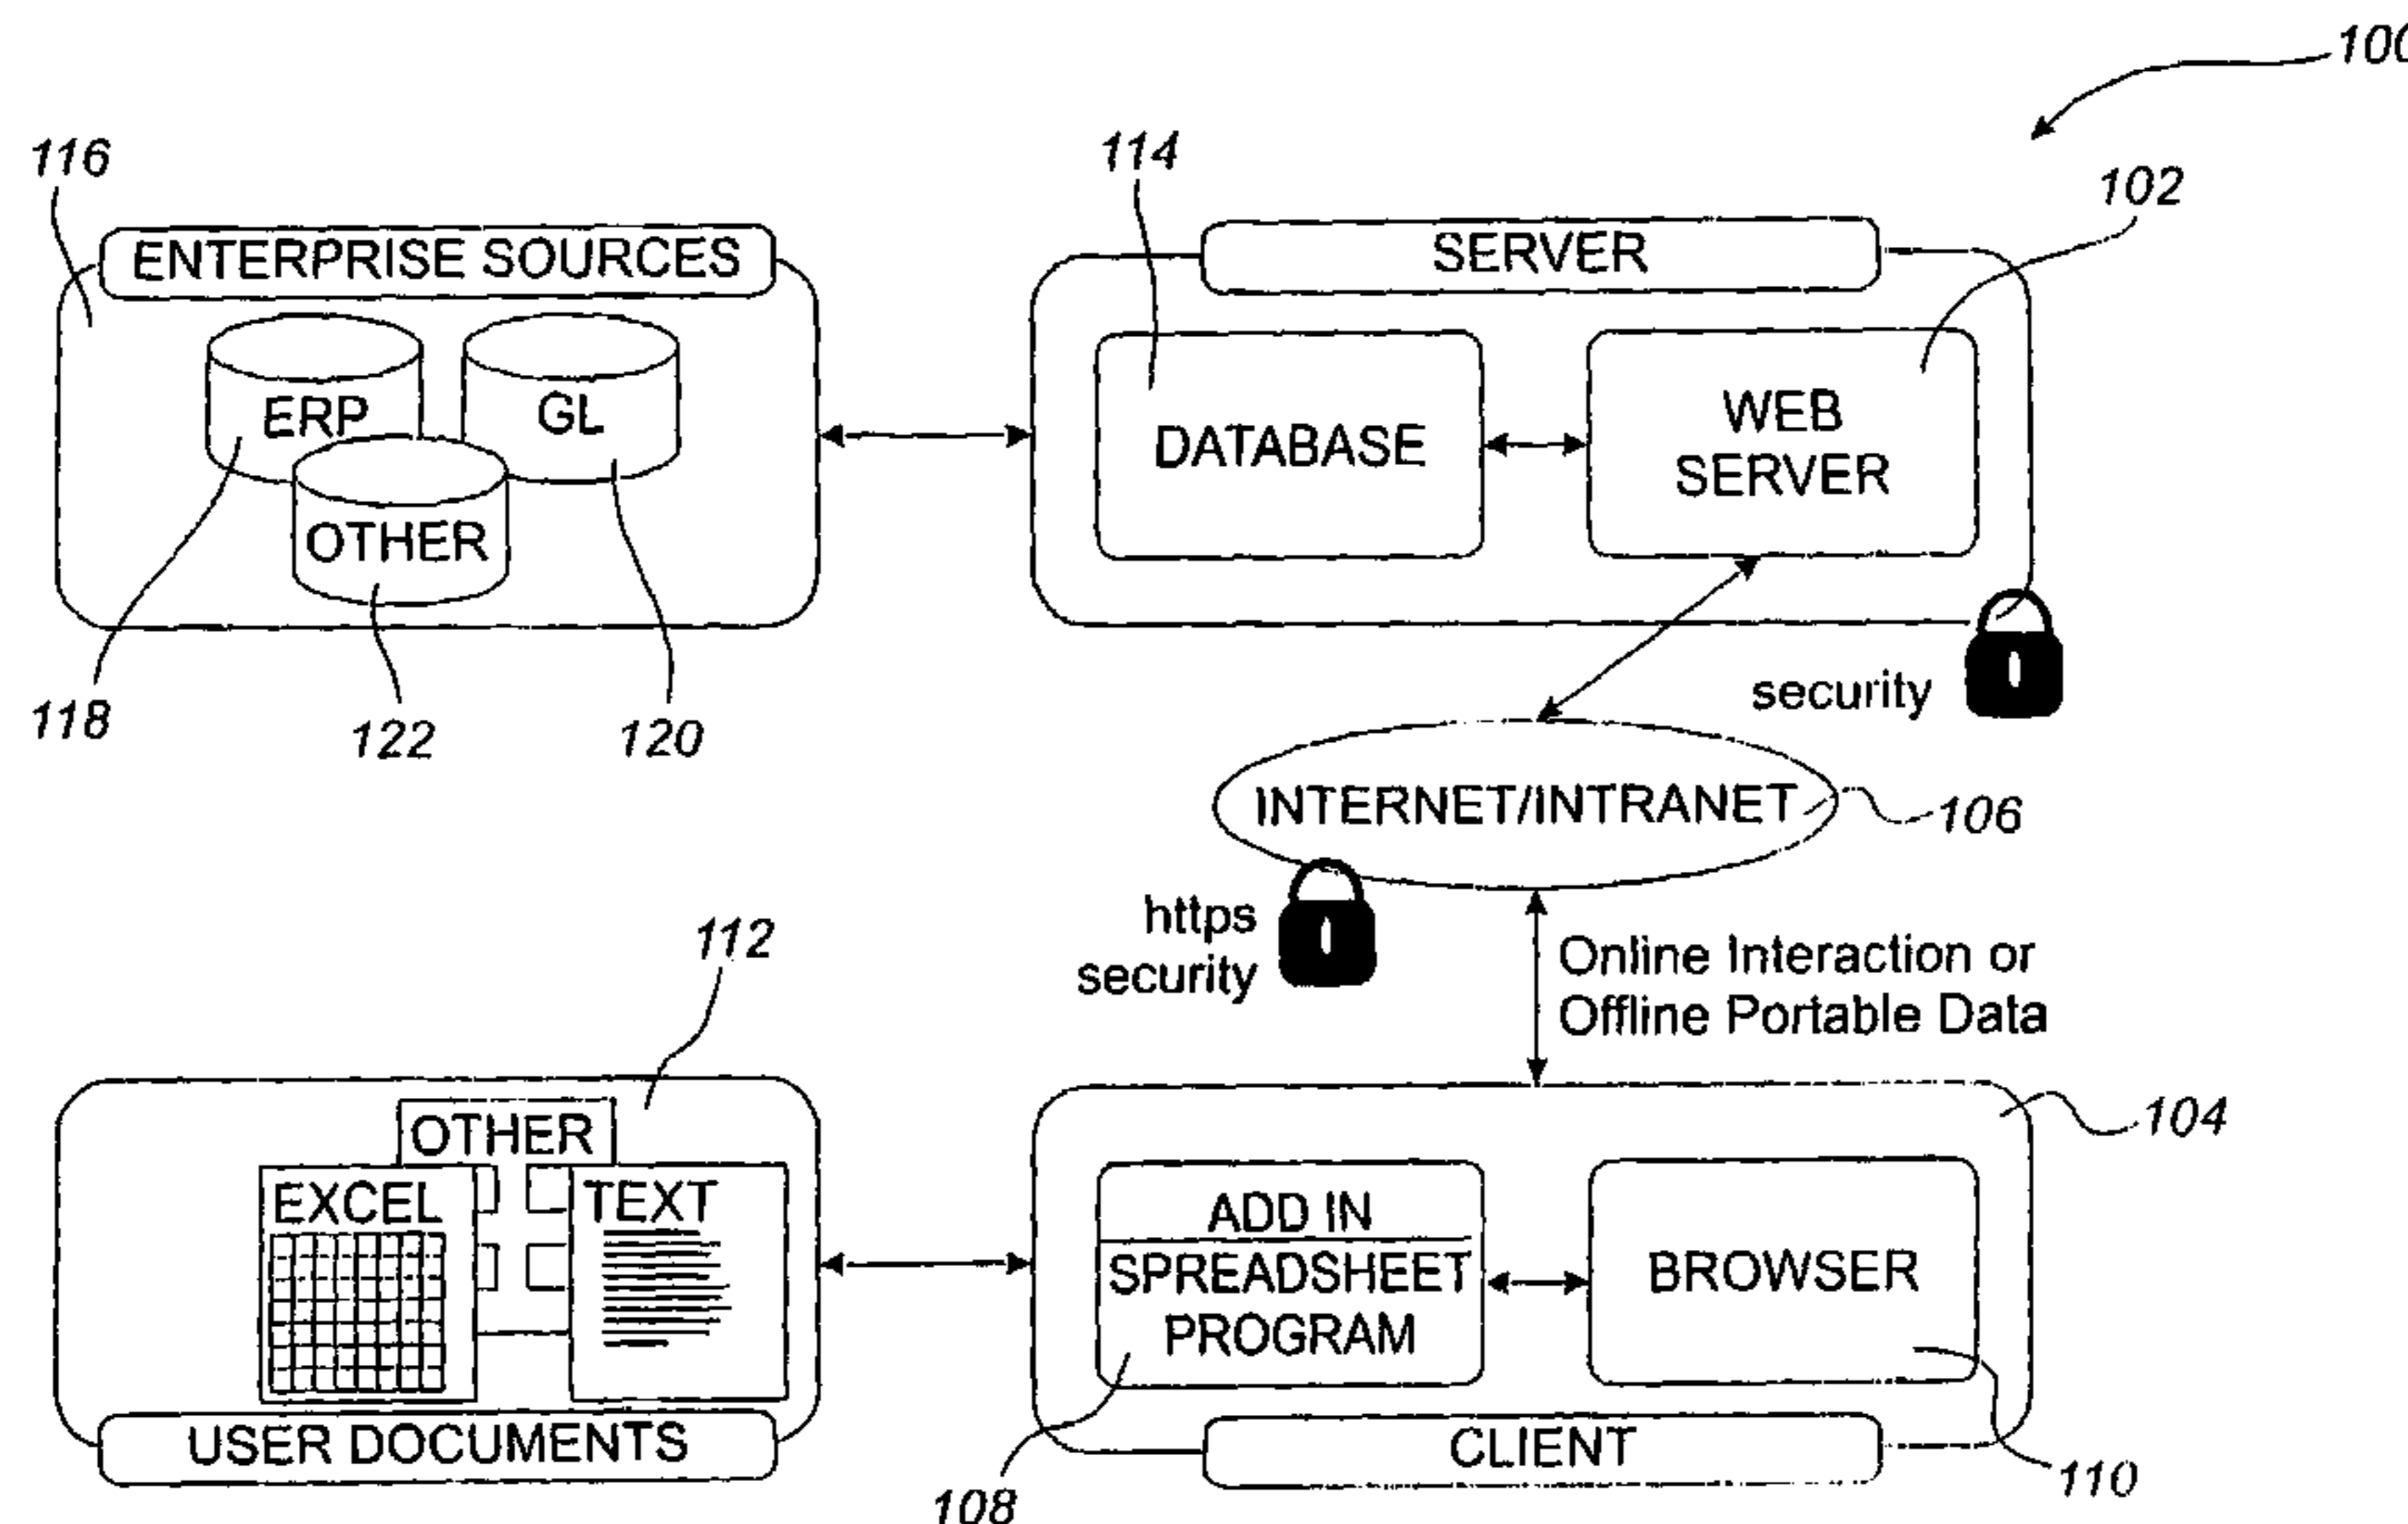 100
116
114
102
ENTERPRISE SOURCES
SERVER
ERP
GL
OTHER
DATABASE
WEB
SERVER
118
122
120
security
INTERNET/INTRANET
106
https
security
Online Interaction or
Offline Portable Data
112
104
OTHER
EXCEL
TEXT
USER DOCUMENTS
ADD IN
SPREADSHEET
PROGRAM
BROWSER
CLIENT
108
110